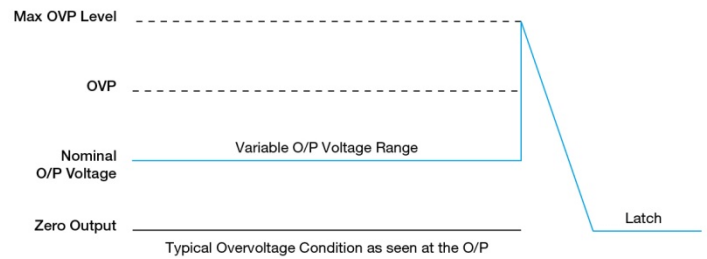 Max OVP Level
OVP
Variable O/P Voltage Range
Nominal
O/P Voltage
Zero Output
Latch
Typical Overvoltage Condition as seen at the O/P